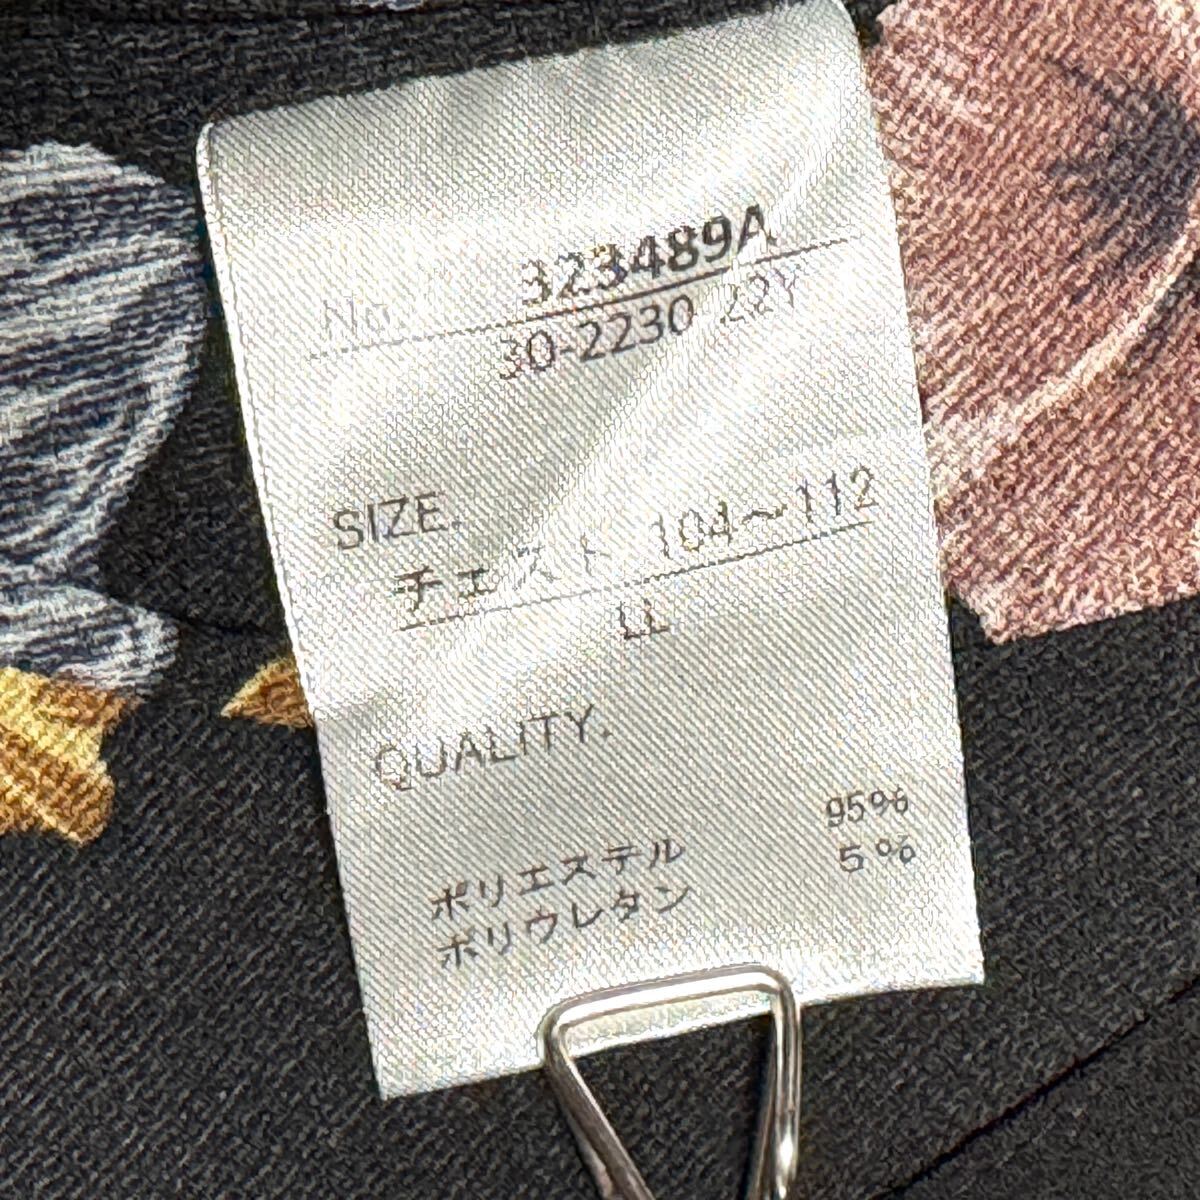 No. 323489A
30-2230 22Y
SIZE.
チェスト 104～112
LL
QUALITY.
ポリエステル 95%
ポリウレタン 5%